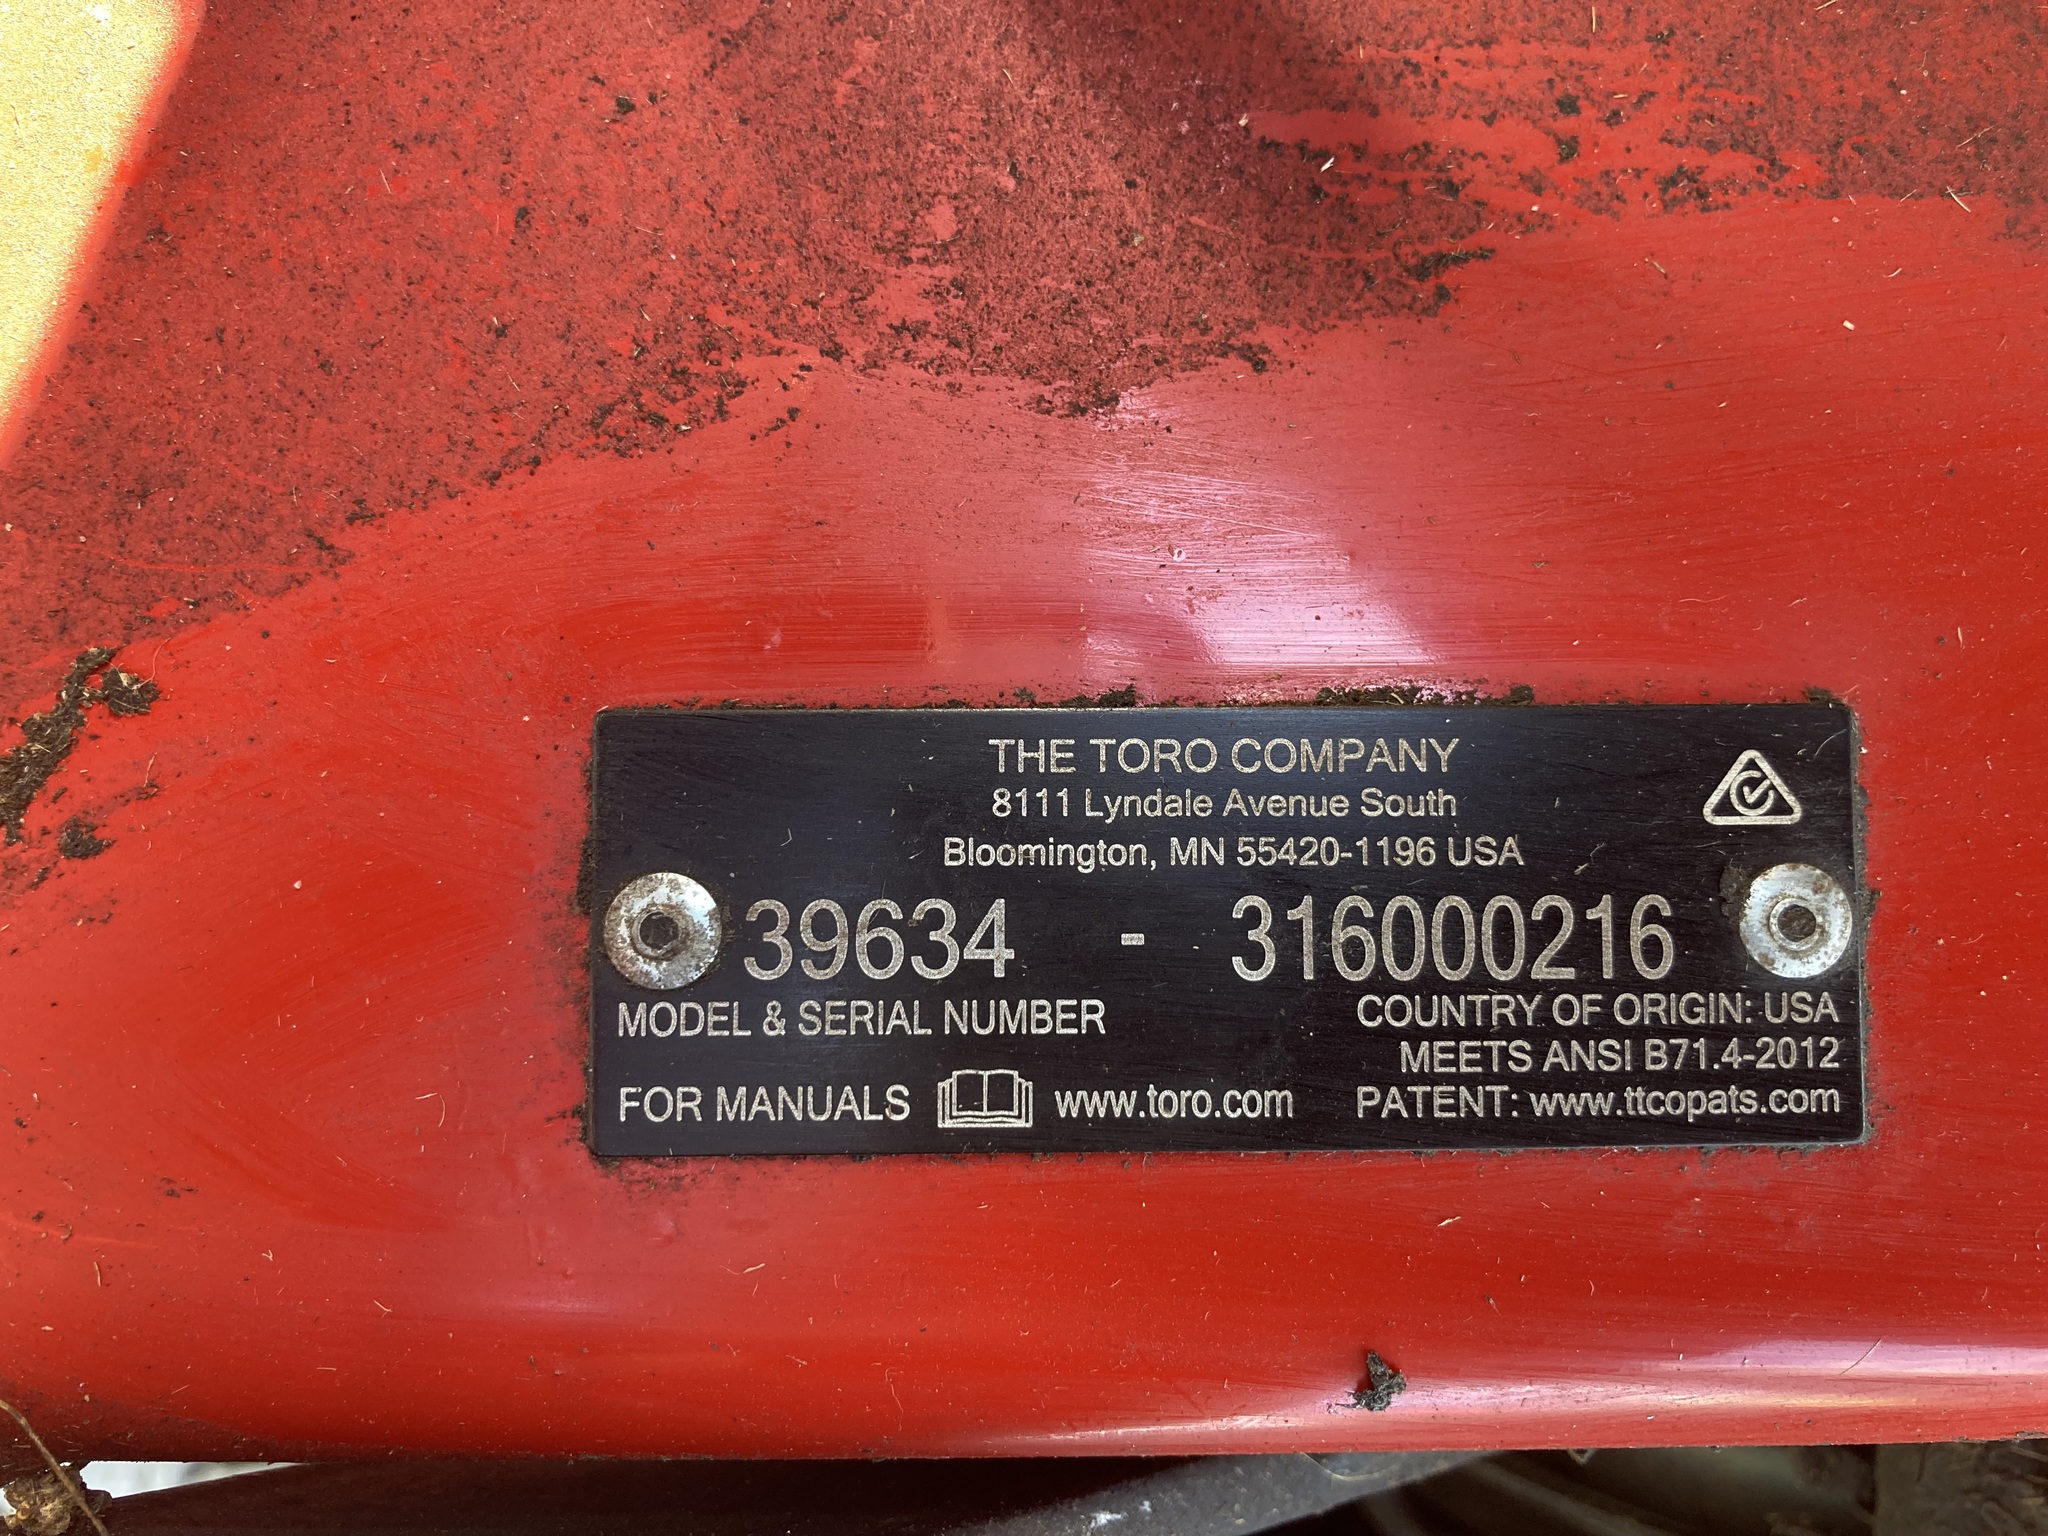 THE TORO COMPANY
8111 Lyndale Avenue South
Bloomington, MN 55420-1196 USA
39634 - 316000216
MODEL & SERIAL NUMBER
COUNTRY OF ORIGIN: USA
MEETS ANSI B71.4-2012
FOR MANUALS www.toro.com
PATENT: www.ttcopats.com